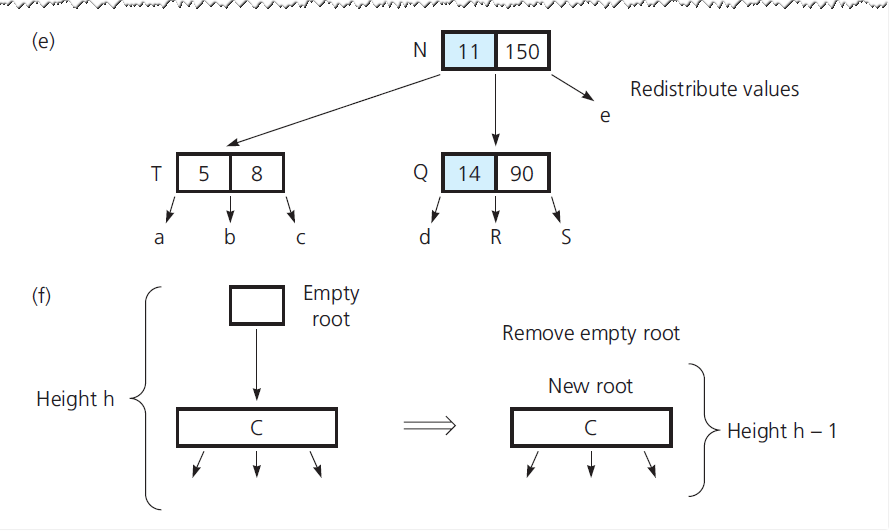 (e)
N 11 150
Redistribute values
e
T 5 8
Q 14 90
a b c
d R S
(f)
Empty
root
Remove empty root
New root
Height h
C
C
Height h – 1